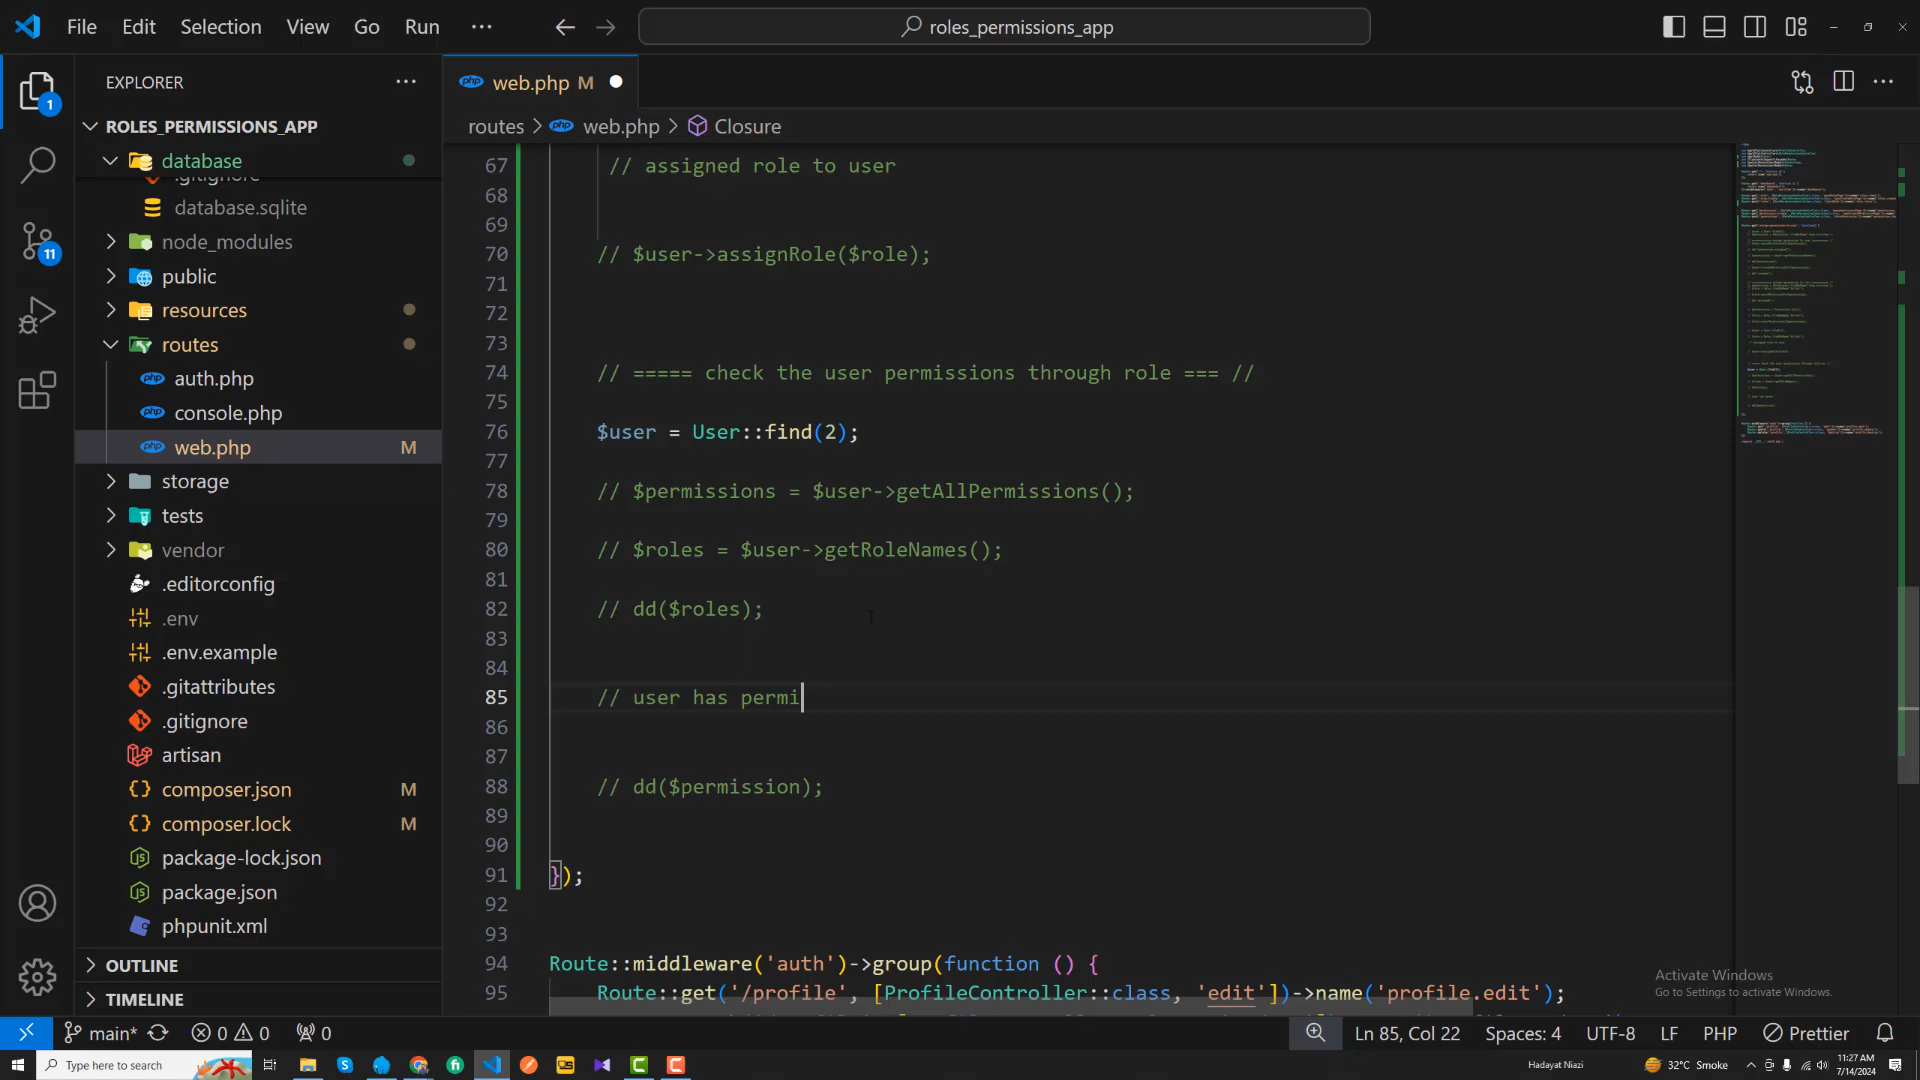 File Edit Selection View Go Run ···
roles_permissions_app
EXPLORER
ROLES_PERMISSIONS_APP
database
.gitignore
database.sqlite
node_modules
public
resources
routes
auth.php
console.php
web.php M
storage
tests
vendor
.editorconfig
.env
.env.example
.gitattributes
.gitignore
artisan
composer.json M
composer.lock M
package-lock.json
package.json
phpunit.xml
OUTLINE
TIMELINE
1
11
web.php M
routes > web.php > Closure
67 // assigned role to user
68
69
70 // $user->assignRole($role);
71
72
73
74 // ===== check the user permissions through role === //
75
76 $user = User::find(2);
77
78 // $permissions = $user->getAllPermissions();
79
80 // $roles = $user->getRoleNames();
81
82 // dd($roles);
83
84
85 // user has permi
86
87
88 // dd($permission);
89
90
91 });
92
93
94 Route::middleware('auth')->group(function () {
95 Route::get('/profile', [ProfileController::class, 'edit'])->name('profile.edit');
Activate Windows
Go to Settings to activate Windows.
main* 0 0 0 Ln 85, Col 22 Spaces: 4 UTF-8 LF PHP Prettier
Type here to search
Hadayat Niazi 32°C Smoke 11:27 AM
7/14/2024